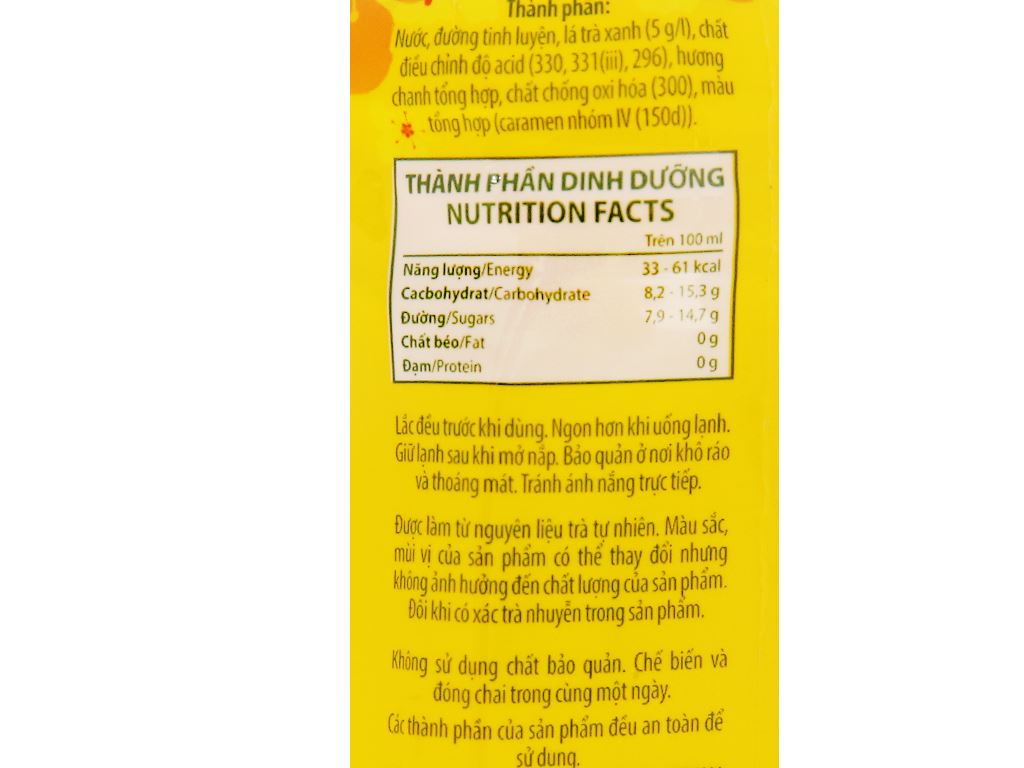 Thành phần:
Nước, đường tinh luyện, lá trà xanh (5 g/l), chất
điều chỉnh độ acid (330, 331(iii), 296), hương
chanh tổng hợp, chất chống oxi hóa (300), màu
tổng hợp (caramen nhóm IV (150d)).
THÀNH PHẦN DINH DƯỠNG
NUTRITION FACTS
Trên 100 ml
Năng lượng/Energy 33 - 61 kcal
Cacbohydrat/Carbohydrate 8,2 - 15,3 g
Đường/Sugars 7,9 - 14,7 g
Chất béo/Fat 0 g
Đạm/Protein 0 g
Lắc đều trước khi dùng. Ngon hơn khi uống lạnh.
Giữ lạnh sau khi mở nắp. Bảo quản ở nơi khô ráo
và thoáng mát. Tránh ánh nắng trực tiếp.
Được làm từ nguyên liệu trà tự nhiên. Màu sắc,
mùi vị của sản phẩm có thể thay đổi nhưng
không ảnh hưởng đến chất lượng của sản phẩm.
Đôi khi có xác trà nhuyễn trong sản phẩm.
Không sử dụng chất bảo quản. Chế biến và
đóng chai trong cùng một ngày.
Các thành phần của sản phẩm đều an toàn để
sử dụng.